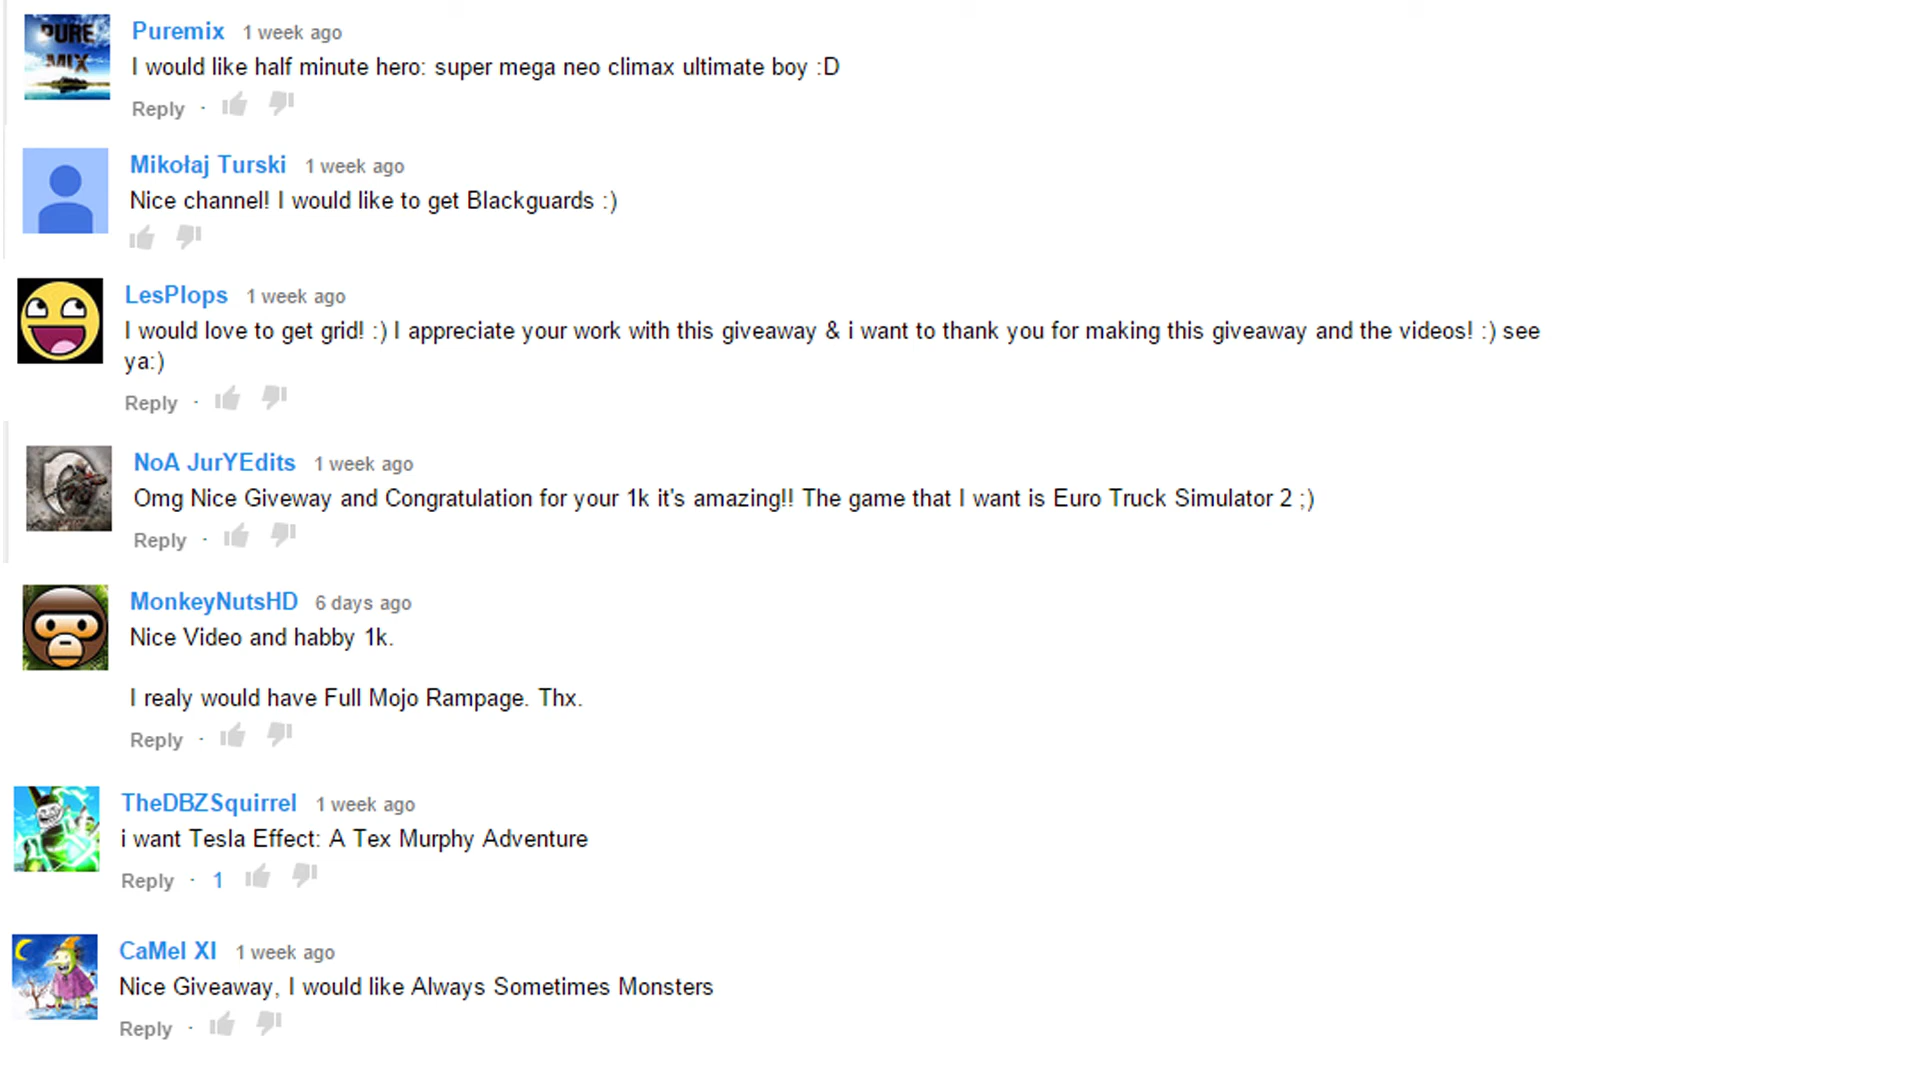 PURE
MIX
Puremix 1 week ago
I would like half minute hero: super mega neo climax ultimate boy :D
Reply ·
Mikołaj Turski 1 week ago
Nice channel! I would like to get Blackguards :)
LesPlops 1 week ago
I would love to get grid! :) I appreciate your work with this giveaway & i want to thank you for making this giveaway and the videos! :) see
ya:)
Reply ·
NoA JurYEdits 1 week ago
Omg Nice Giveway and Congratulation for your 1k it's amazing!! The game that I want is Euro Truck Simulator 2 ;)
Reply ·
MonkeyNutsHD 6 days ago
Nice Video and habby 1k.
I realy would have Full Mojo Rampage. Thx.
Reply ·
TheDBZSquirrel 1 week ago
i want Tesla Effect: A Tex Murphy Adventure
Reply · 1
CaMel XI 1 week ago
Nice Giveaway, I would like Always Sometimes Monsters
Reply ·